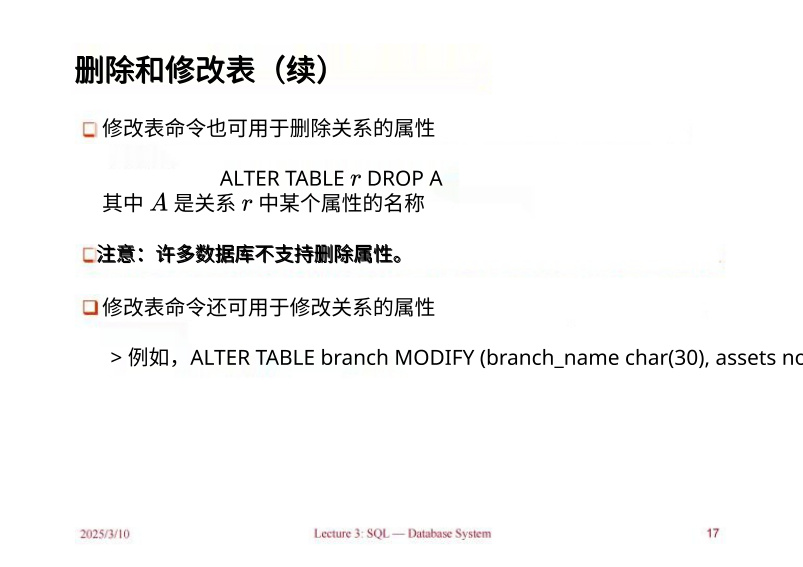 删除和修改表（续）
修改表命令也可用于删除关系的属性
ALTER TABLE r DROP A
其中 A 是关系 r 中某个属性的名称
注意：许多数据库不支持删除属性。
修改表命令还可用于修改关系的属性
> 例如，ALTER TABLE branch MODIFY (branch_name char(30), assets
2025/3/10 Lecture 3: SQL — Database System 17